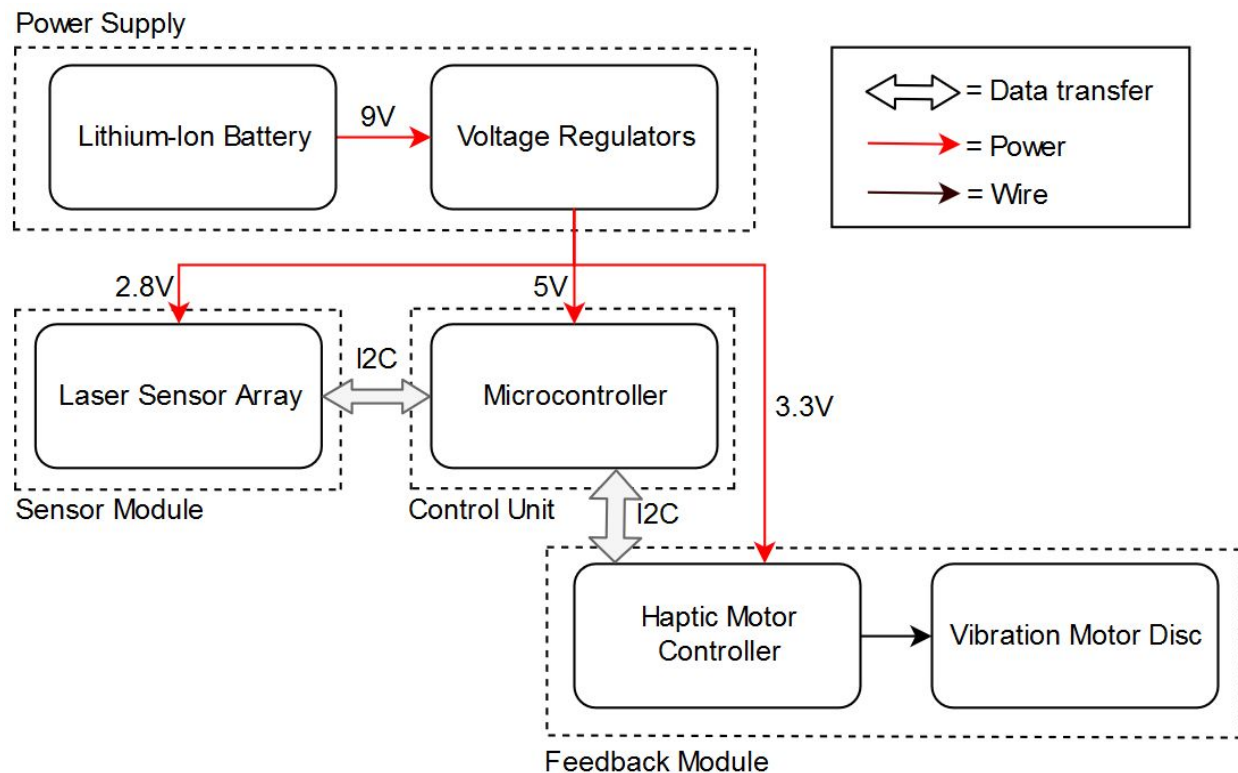 Power Supply
Lithium-Ion Battery
9V
Voltage Regulators
= Data transfer
= Power
= Wire
2.8V
5V
3.3V
Laser Sensor Array
I2C
Microcontroller
Sensor Module
Control Unit
I2C
Haptic Motor
Controller
Vibration Motor Disc
Feedback Module